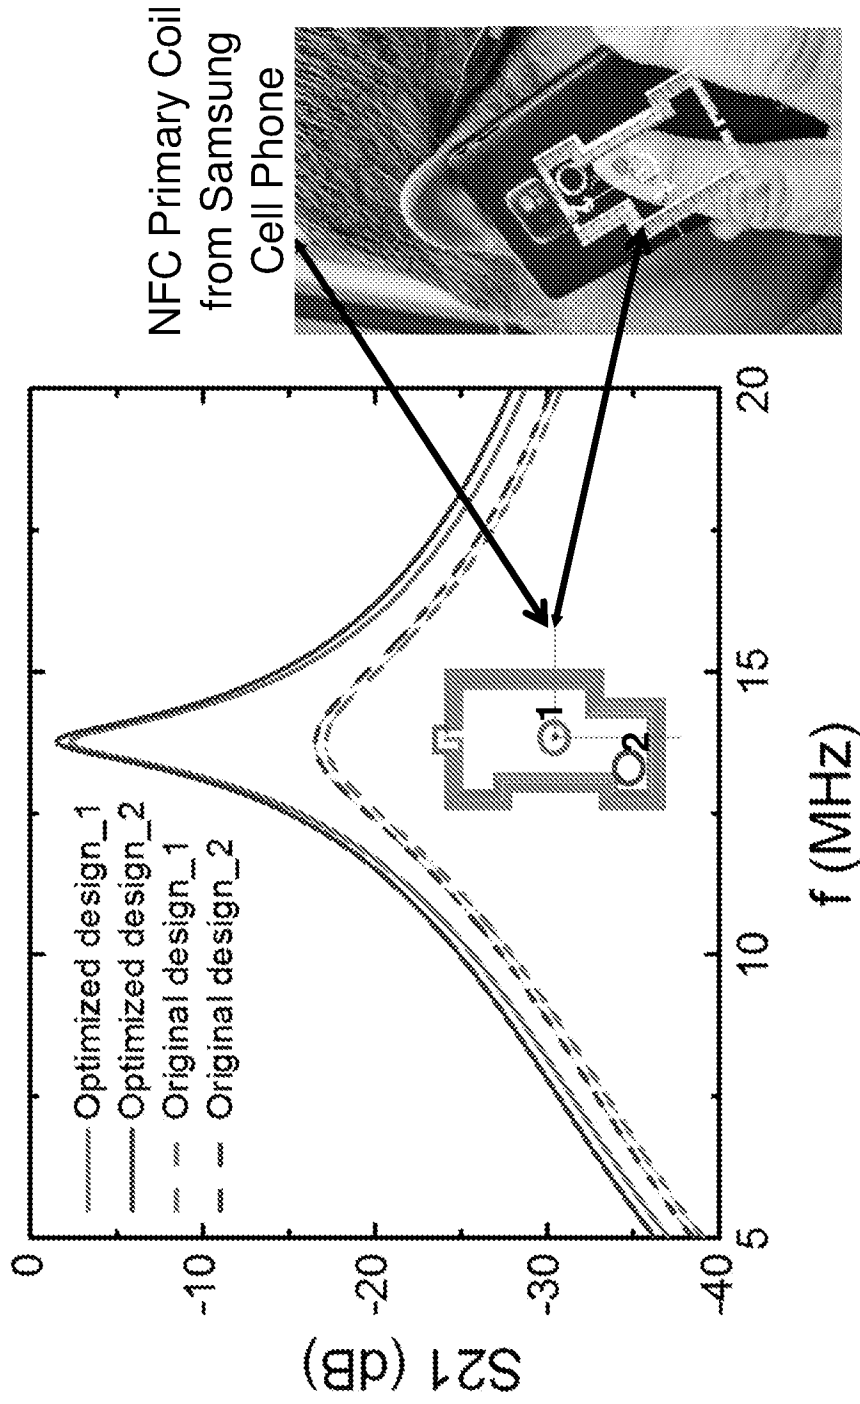 NFC Primary Coil
from Samsung
Cell Phone
Optimized design_1
Optimized design_2
Original design_1
Original design_2
0
-10
-20
-30
-40
S21 (dB)
5
10
15
20
f (MHz)
1
2